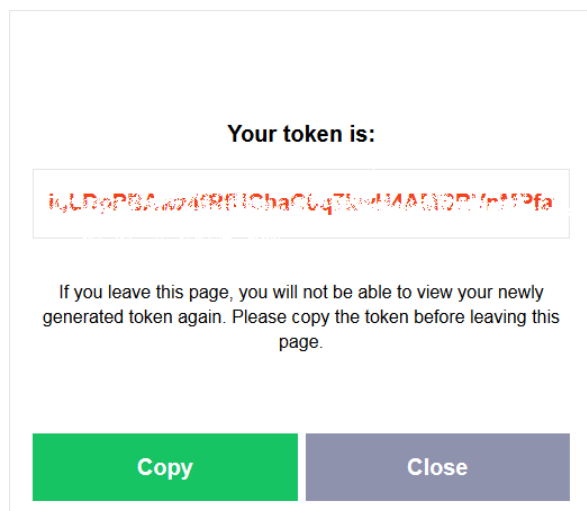 Your token is:
If you leave this page, you will not be able to view your newly
generated token again. Please copy the token before leaving this
page.
Copy
Close